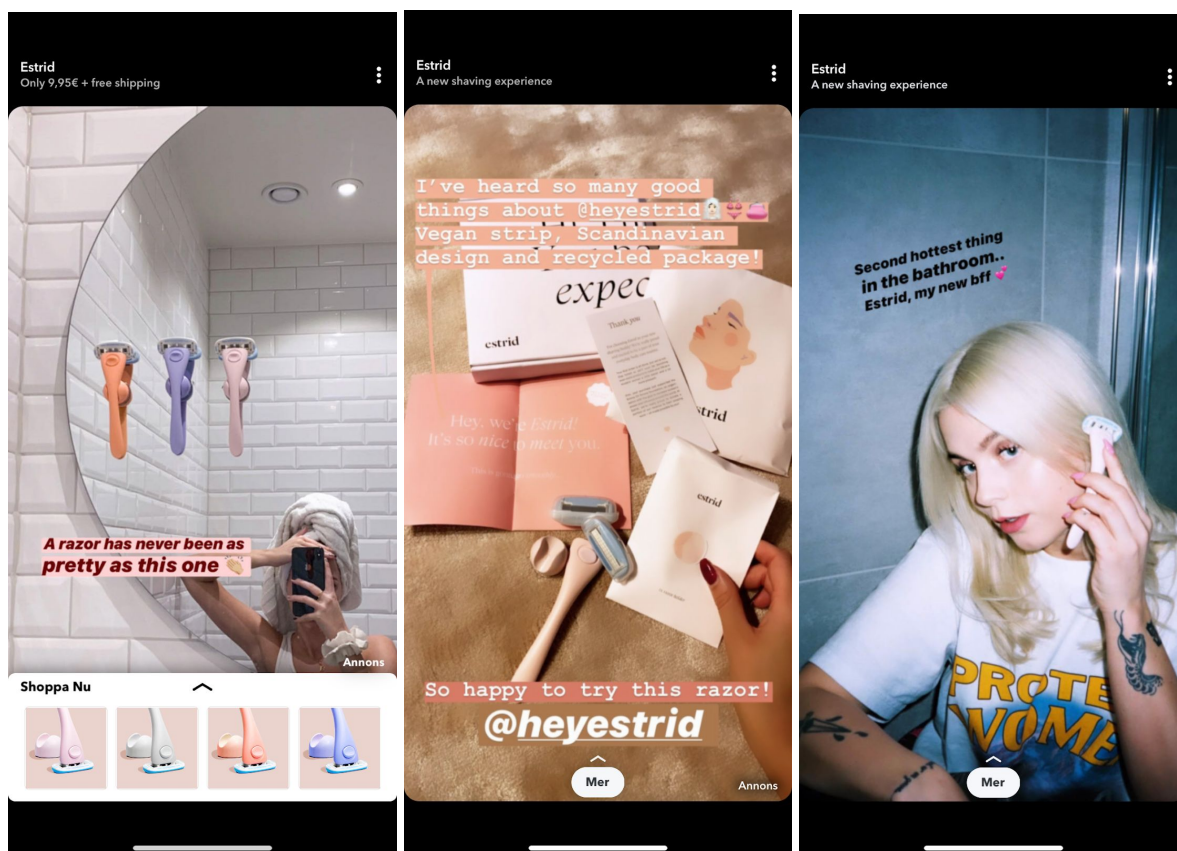 Estrid
Only 9,95€ + free shipping
A razor has never been as
pretty as this one 👏🏼
Annons
Shoppa Nu
Estrid
A new shaving experience
I've heard so many good
things about @heyestrid
Vegan strip, Scandinavian
design and recycled package!
expec
estrid
Thank you
Hey, we're Estrid!
It's so nice to meet you.
estrid
estrid
So happy to try this razor!
@heyestrid
Mer
Annons
Estrid
A new shaving experience
Second hottest thing
in the bathroom..
Estrid, my new bff 💞
PROTE
WOME
Mer